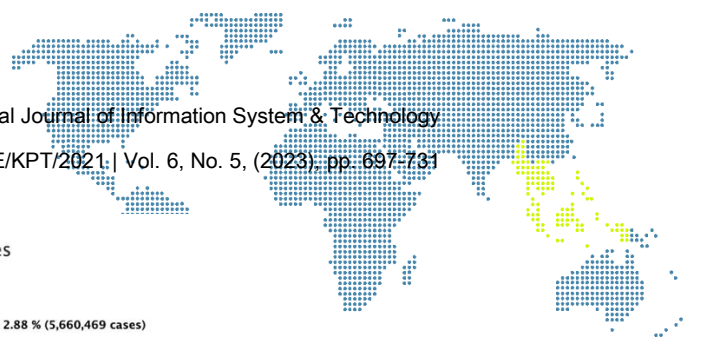 al Journal of Information System & Technology
E/KPT/2021 | Vol. 6, No. 5, (2023), pp. 697-731
es
2.88 % (5,660,469 cases)